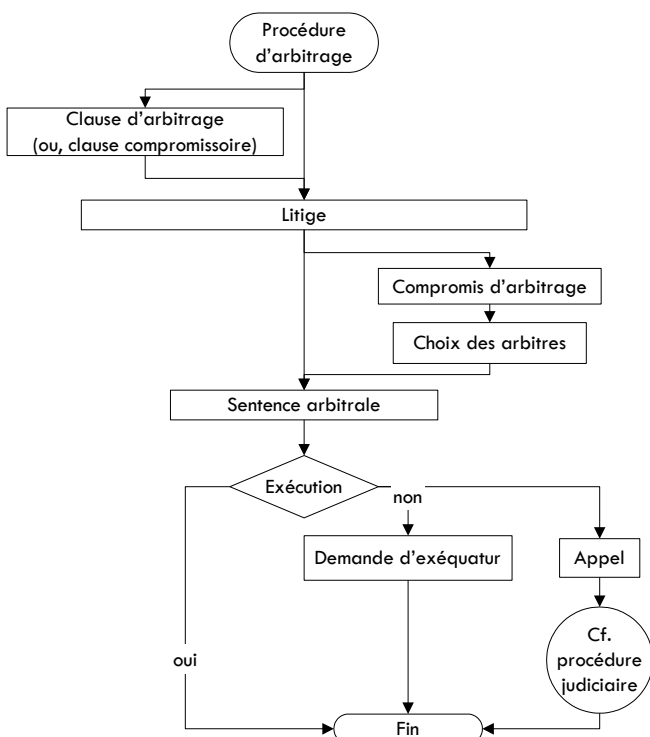 Procédure
d'arbitrage
Clause d'arbitrage
(ou, clause compromissoire)
Litige
Compromis d'arbitrage
Choix des arbitres
Sentence arbitrale
Exécution
non
Demande d'exéquatur
Appel
Cf.
procédure
judiciaire
oui
Fin